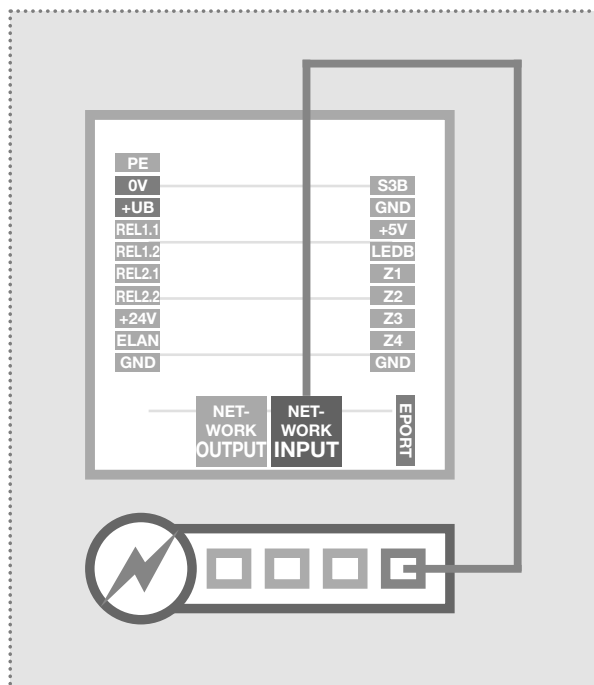 PE
0V
+UB
REL1.1
REL1.2
REL2.1
REL2.2
+24V
ELAN
GND
S3B
GND
+5V
LEDB
Z1
Z2
Z3
Z4
GND
NET-
WORK
OUTPUT
NET-
WORK
INPUT
EPORT